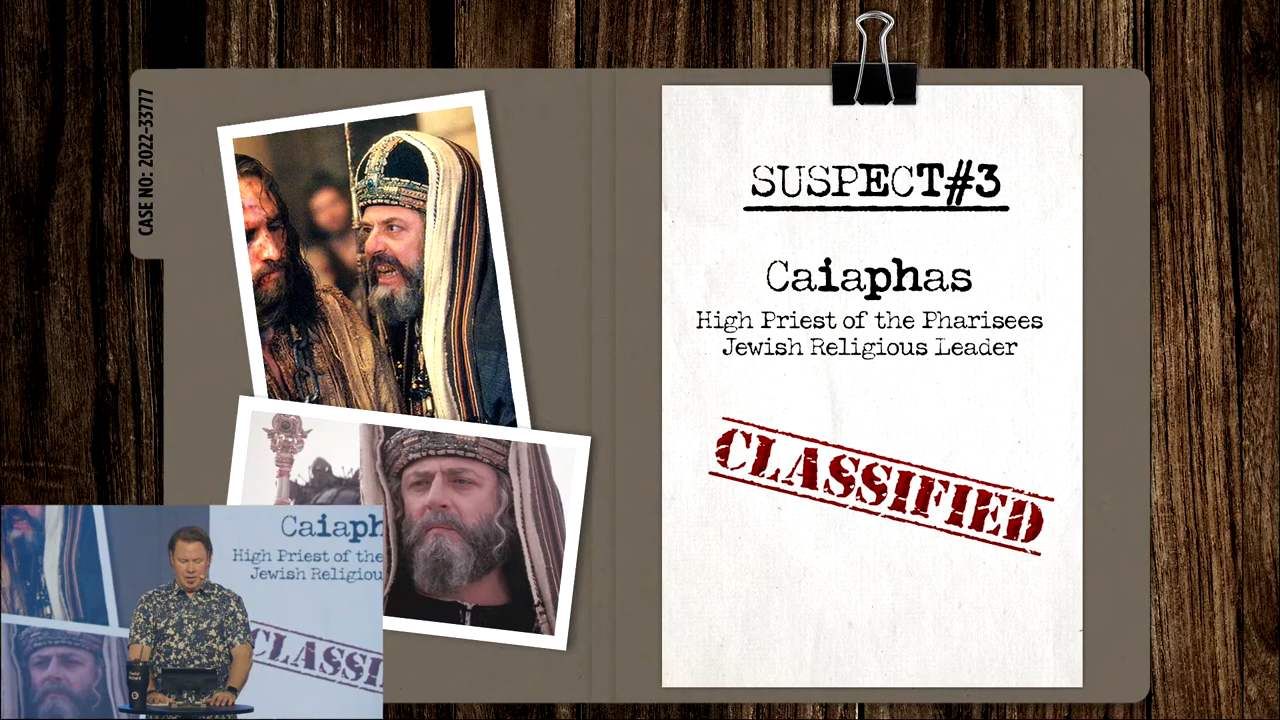 CASE NO: 2022-33777
SUSPECT#3
Caiaphas
High Priest of the Pharisees
Jewish Religious Leader
CLASSIFIED
Caiaph
High Priest of the
Jewish Religiou
CLASSI